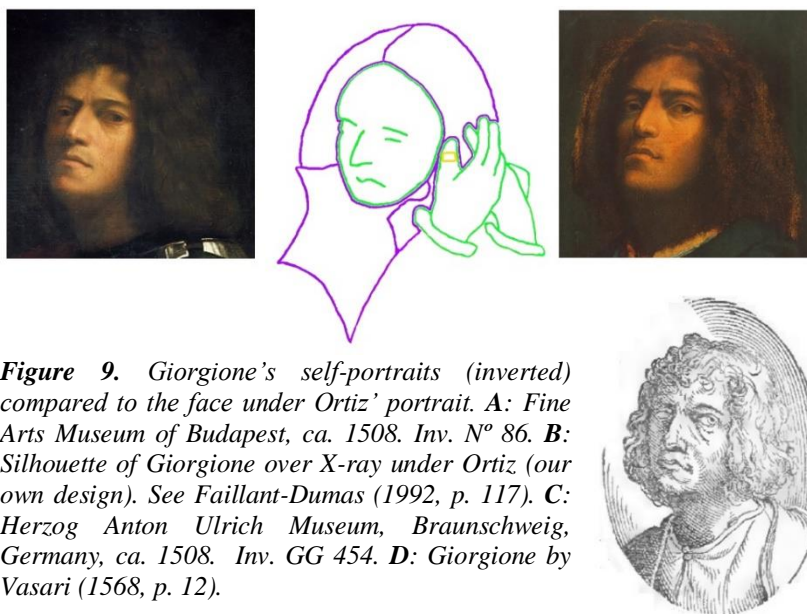 Figure 9. Giorgione’s self-portraits (inverted)
compared to the face under Ortiz’ portrait. A: Fine
Arts Museum of Budapest, ca. 1508. Inv. Nº 86. B:
Silhouette of Giorgione over X-ray under Ortiz (our
own design). See Faillant-Dumas (1992, p. 117). C:
Herzog Anton Ulrich Museum, Braunschweig,
Germany, ca. 1508. Inv. GG 454. D: Giorgione by
Vasari (1568, p. 12).